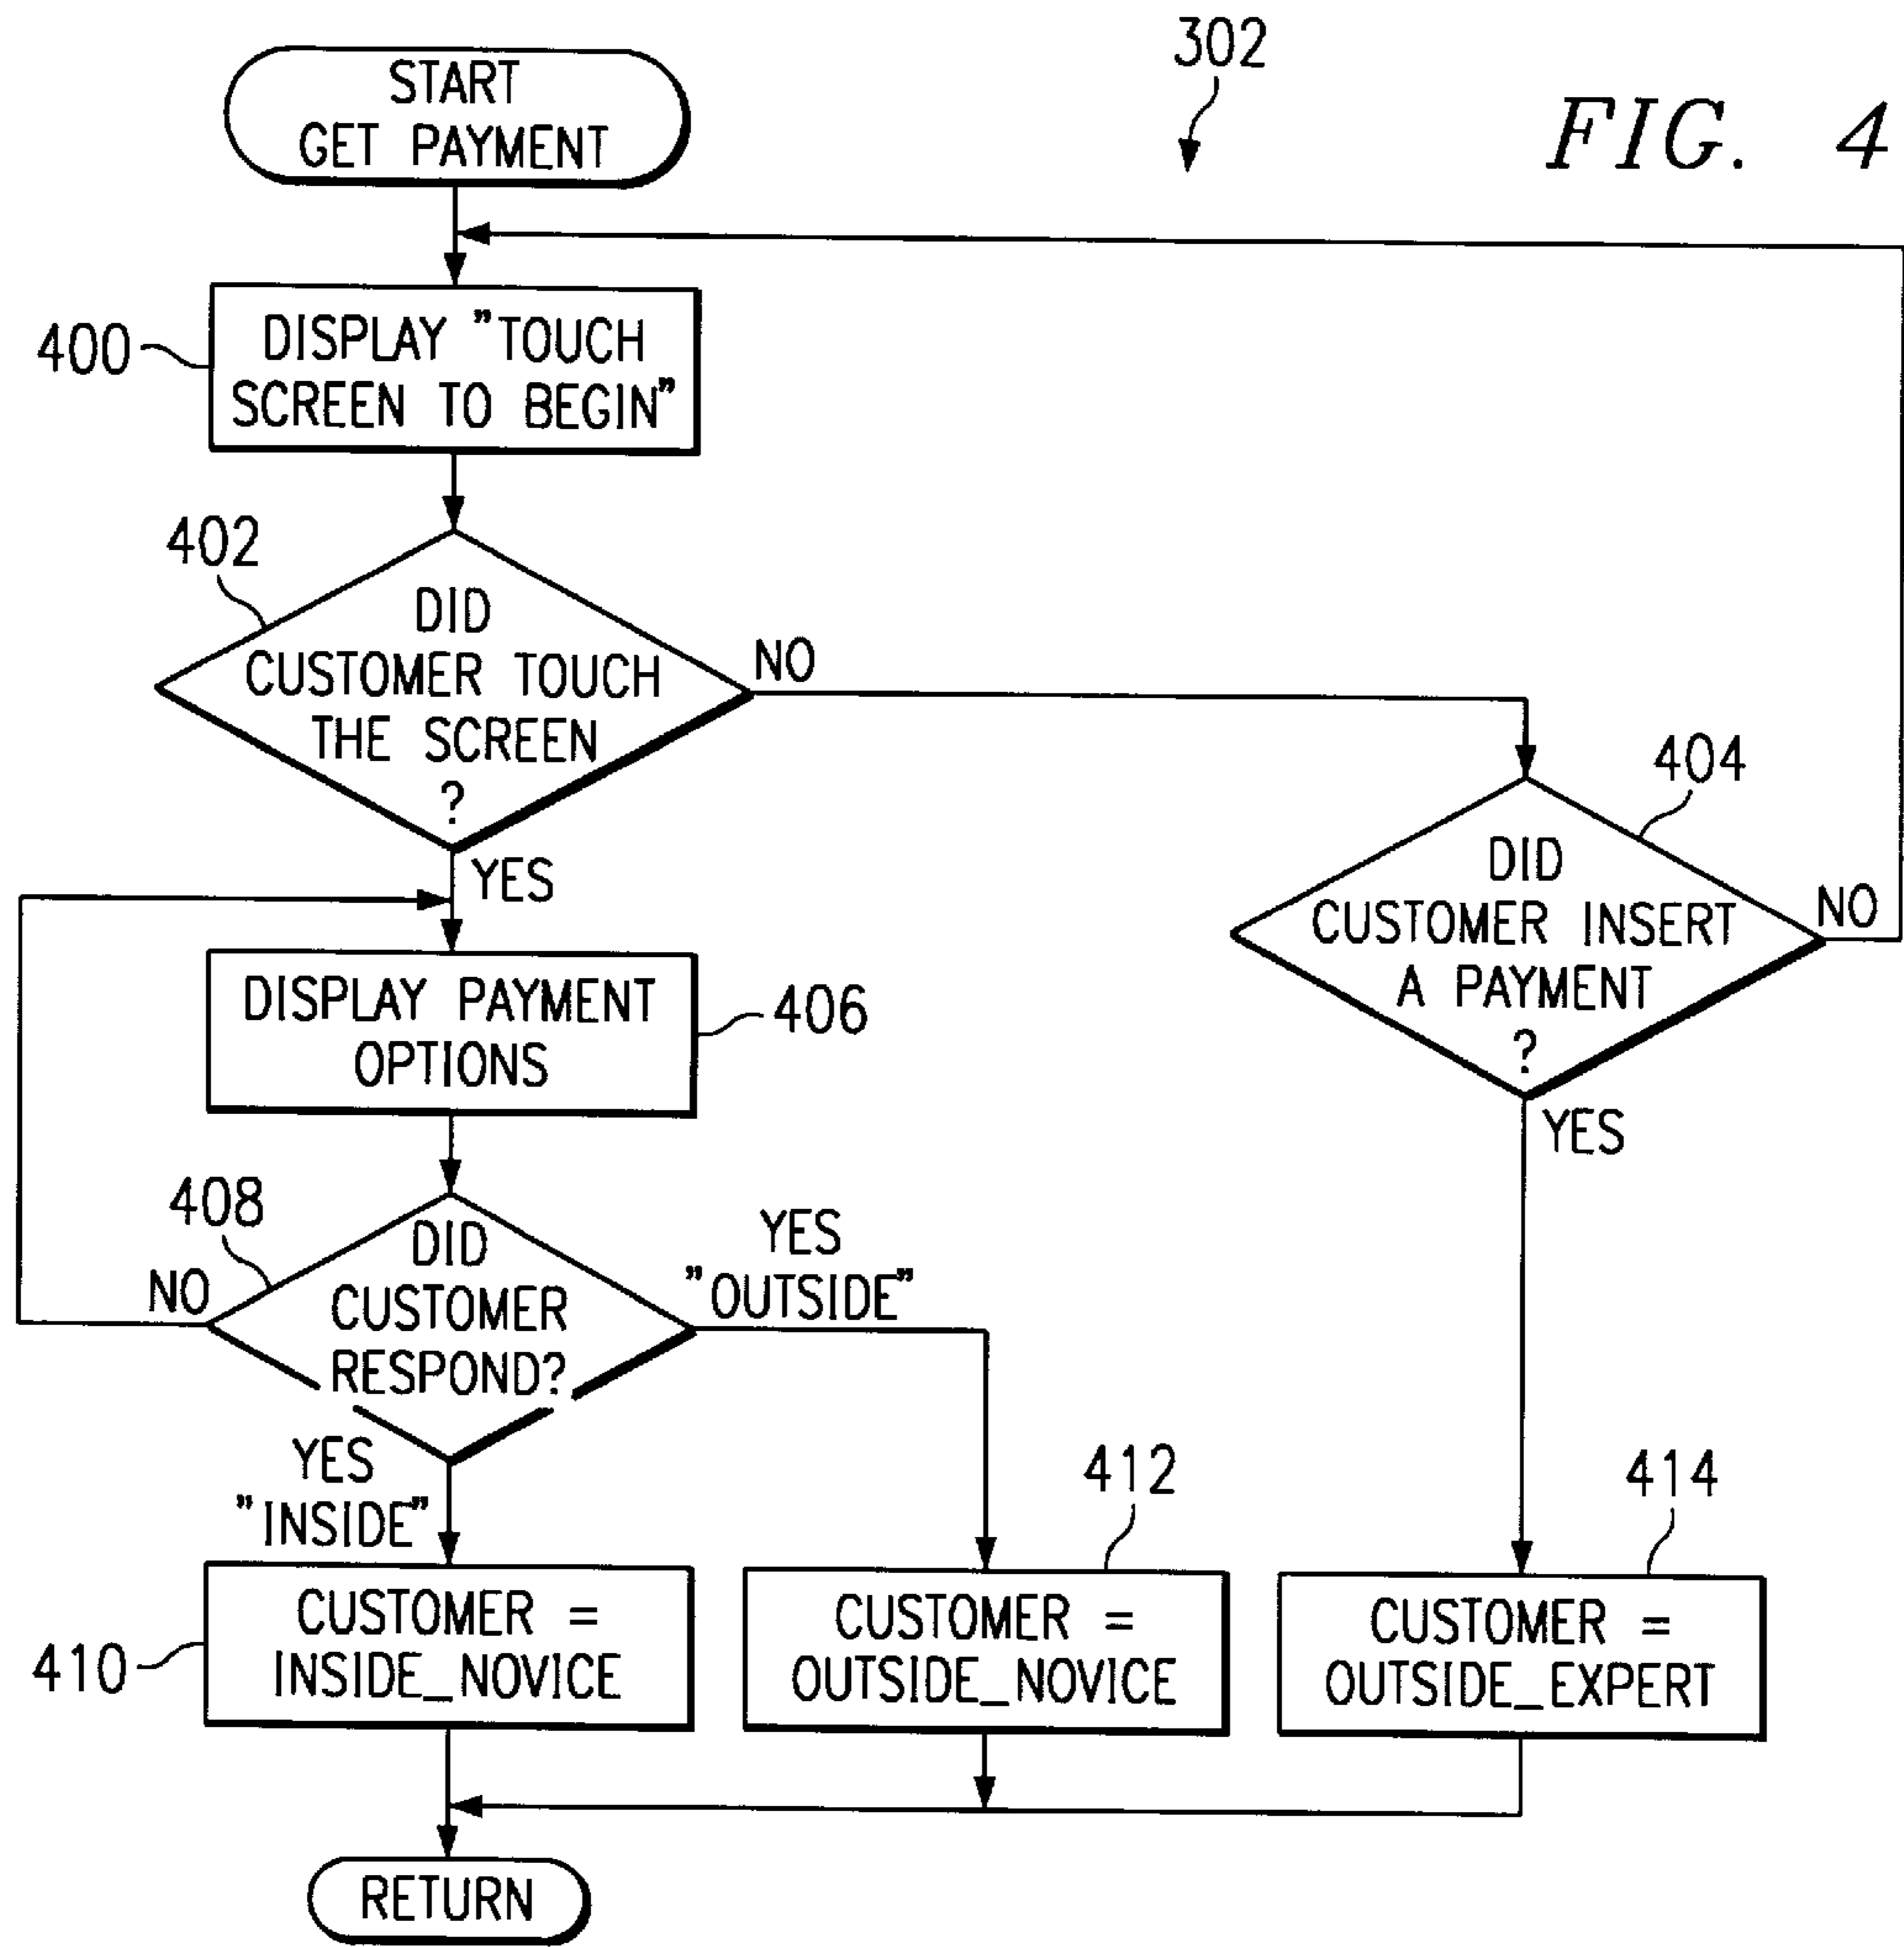 302
FIG. 4
START
GET PAYMENT
400
DISPLAY "TOUCH
SCREEN TO BEGIN"
402
DID
CUSTOMER TOUCH
THE SCREEN
?
NO
YES
404
DID
CUSTOMER INSERT
A PAYMENT
?
NO
YES
DISPLAY PAYMENT
OPTIONS
406
408
DID
CUSTOMER
RESPOND?
NO
YES
"OUTSIDE"
YES
"INSIDE"
410
CUSTOMER =
INSIDE_NOVICE
412
CUSTOMER =
OUTSIDE_NOVICE
414
CUSTOMER =
OUTSIDE_EXPERT
RETURN